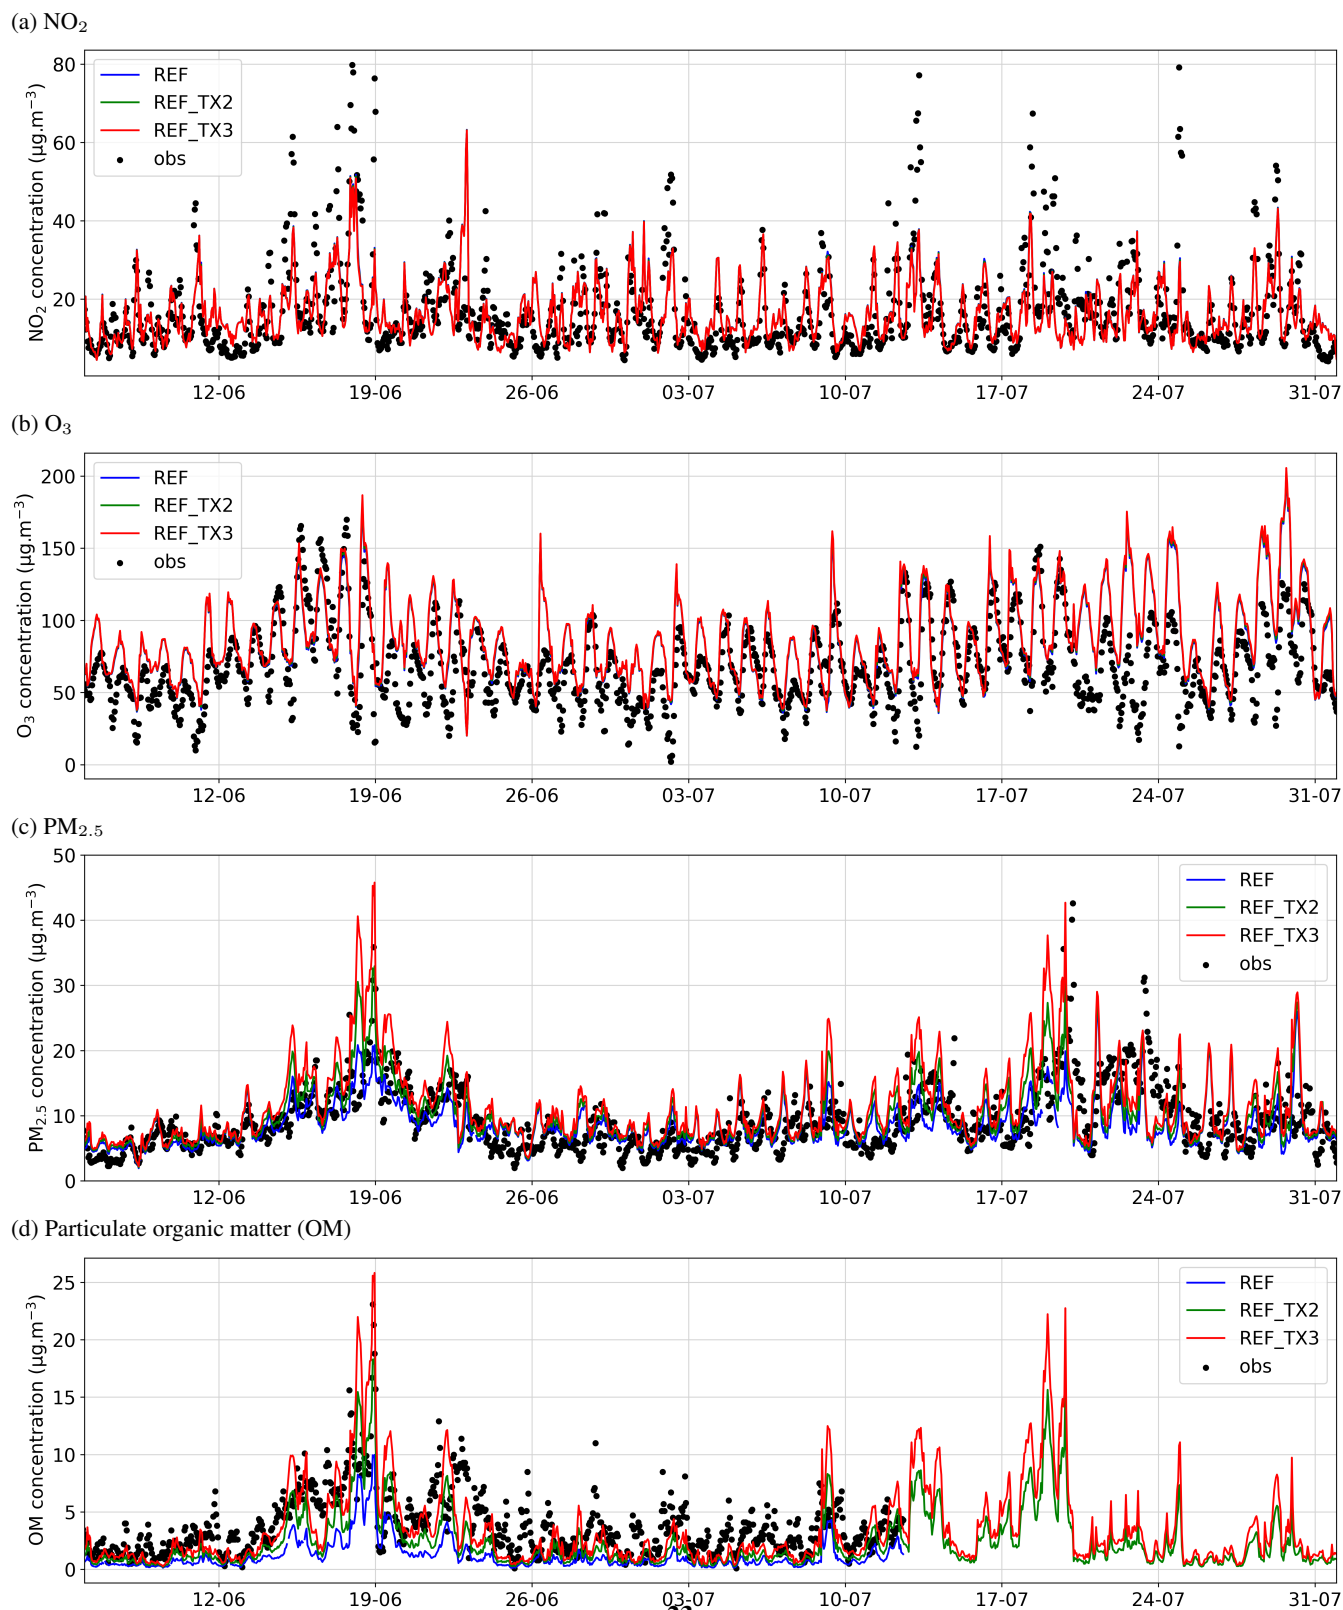 (a) NO₂
NO₂ concentration (µg.m⁻³)
80
60
40
20
REF
REF_TX2
REF_TX3
obs
12-06 19-06 26-06 03-07 10-07 17-07 24-07 31-07
(b) O₃
O₃ concentration (µg.m⁻³)
200
150
100
50
0
REF
REF_TX2
REF_TX3
obs
12-06 19-06 26-06 03-07 10-07 17-07 24-07 31-07
(c) PM₂.₅
PM₂.₅ concentration (µg.m⁻³)
50
40
30
20
10
0
REF
REF_TX2
REF_TX3
obs
12-06 19-06 26-06 03-07 10-07 17-07 24-07 31-07
(d) Particulate organic matter (OM)
OM concentration (µg.m⁻³)
25
20
15
10
5
0
REF
REF_TX2
REF_TX3
obs
12-06 19-06 26-06 03-07 10-07 17-07 24-07 31-07